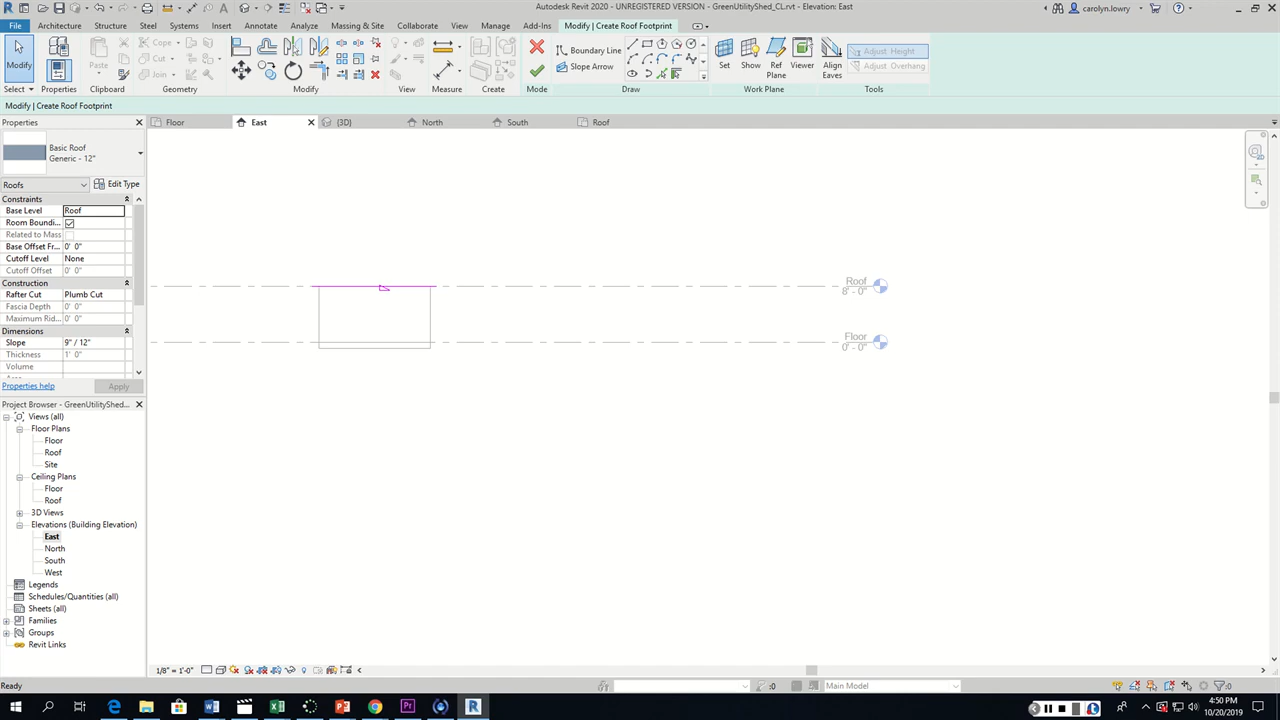 Autodesk Revit 2020 - UNREGISTERED VERSION - GreenUtilityShed_CL.rvt - Elevation: East
carolyn.lowry
File Architecture Structure Steel Systems Insert Annotate Analyze Massing & Site Collaborate View Manage Add-Ins Modify | Create Roof Footprint
Modify
Properties
Paste
Cope
Cut
Join
Boundary Line
Slope Arrow
Set
Show
Ref Plane
Viewer
Align Eaves
Adjust Height
Adjust Overhang
Select Properties Clipboard Geometry Modify View Measure Create Mode Draw Work Plane Tools
Modify | Create Roof Footprint
Properties
Floor East {3D} North South Roof
Basic Roof
Generic - 12"
Roofs Edit Type
Constraints
Base Level Roof
Room Boundi...
Related to Mass
Base Offset Fr... 0' 0"
Cutoff Level None
Cutoff Offset 0' 0"
Construction
Rafter Cut Plumb Cut
Fascia Depth 0' 0"
Maximum Rid... 0' 0"
Dimensions
Slope 9" / 12"
Thickness 1' 0"
Volume
Properties help Apply
Project Browser - GreenUtilityShed...
Views (all)
Floor Plans
Floor
Roof
Site
Ceiling Plans
Floor
Roof
3D Views
Elevations (Building Elevation)
East
North
South
West
Legends
Schedules/Quantities (all)
Sheets (all)
Families
Groups
Revit Links
Roof
8' - 0"
Floor
0' - 0"
1/8" = 1'-0"
Ready
:0
Main Model
:0
4:50 PM
10/20/2019